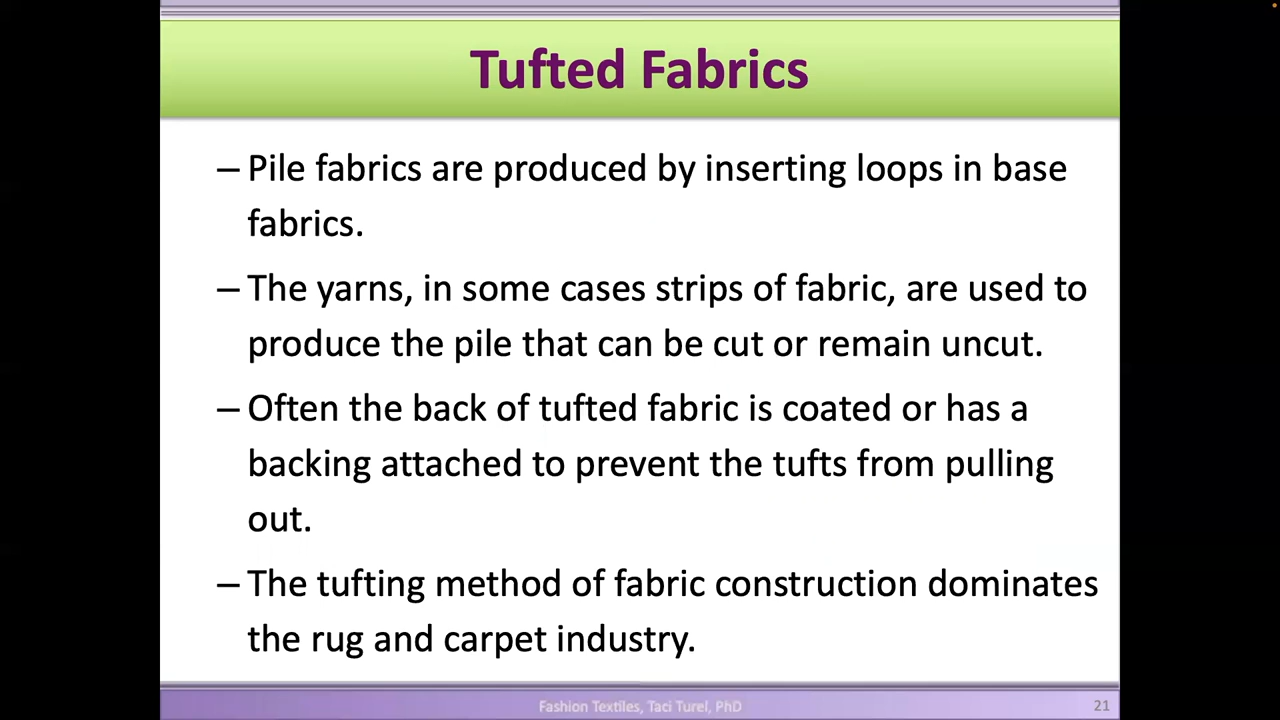 Tufted Fabrics
– Pile fabrics are produced by inserting loops in base
fabrics.
– The yarns, in some cases strips of fabric, are used to
produce the pile that can be cut or remain uncut.
– Often the back of tufted fabric is coated or has a
backing attached to prevent the tufts from pulling
out.
– The tufting method of fabric construction dominates
the rug and carpet industry.
Fashion Textiles, Taci Turel, PhD
21